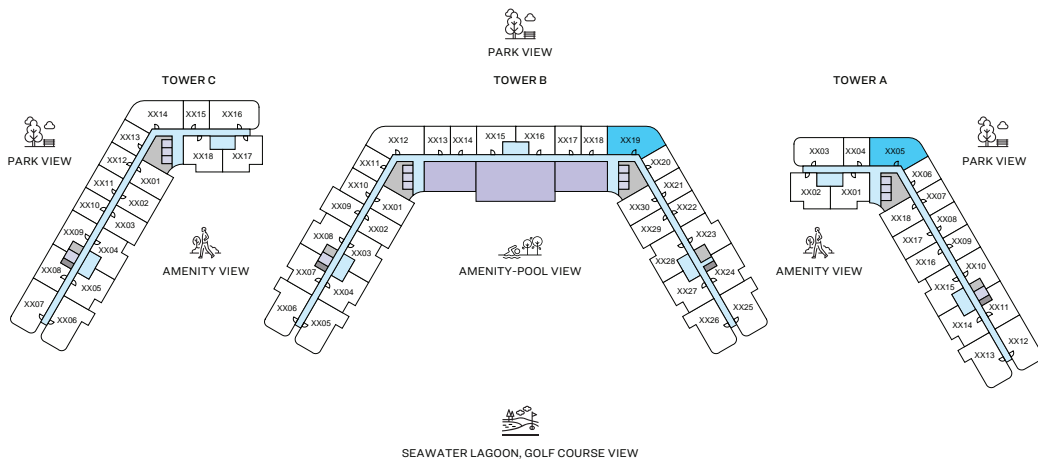 PARK VIEW
TOWER C
TOWER B
TOWER A
PARK VIEW
PARK VIEW
AMENITY VIEW
AMENITY-POOL VIEW
AMENITY VIEW
SEAWATER LAGOON, GOLF COURSE VIEW
XX14
XX15
XX16
XX13
XX12
XX18
XX17
XX01
XX11
XX02
XX10
XX03
XX09
XX04
XX08
XX05
XX07
XX06
XX12
XX13
XX14
XX15
XX16
XX17
XX18
XX19
XX11
XX20
XX10
XX21
XX01
XX30
XX09
XX22
XX02
XX29
XX08
XX23
XX03
XX28
XX07
XX24
XX04
XX27
XX06
XX25
XX05
XX26
XX03
XX04
XX05
XX06
XX02
XX01
XX07
XX18
XX08
XX17
XX09
XX16
XX10
XX15
XX11
XX14
XX12
XX13